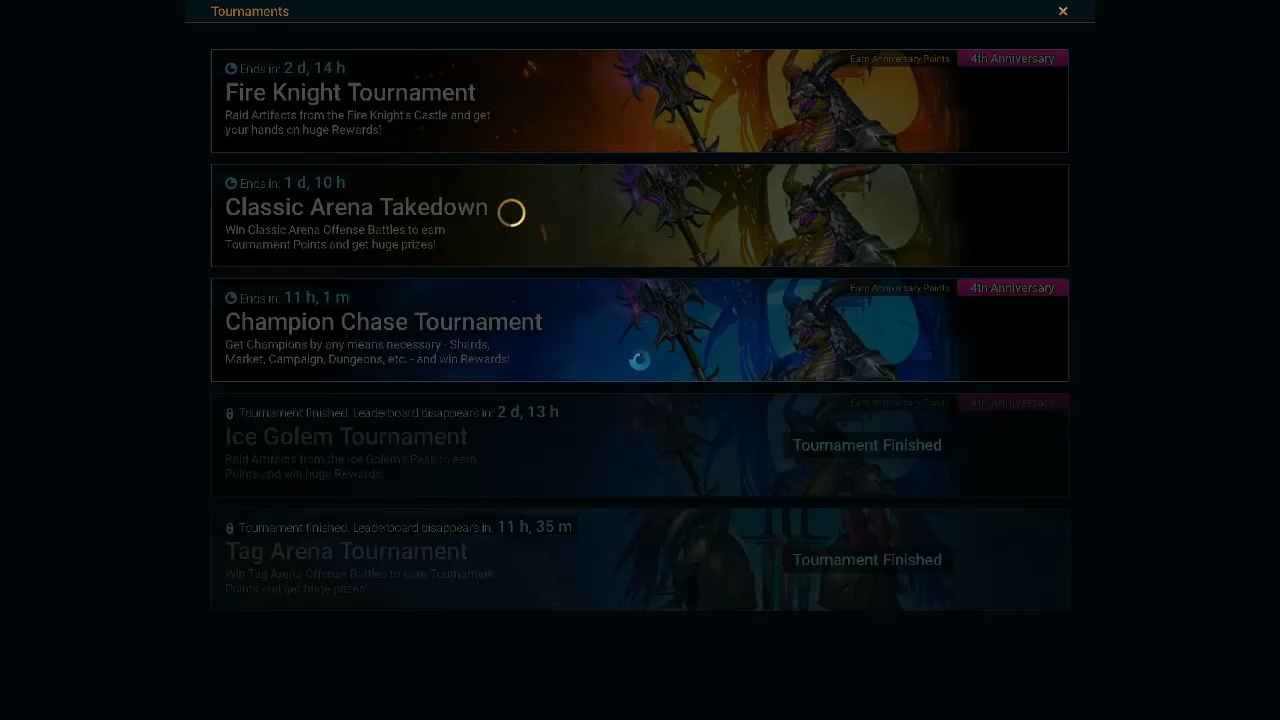 Tournaments
Ends in: 2 d, 14 h
Earn Anniversary Points
4th Anniversary
Fire Knight Tournament
Raid Artifacts from the Fire Knight's Castle and get
your hands on huge Rewards!
Ends in: 1 d, 10 h
Classic Arena Takedown
Win Classic Arena Offense Battles to earn
Tournament Points and get huge prizes!
Ends in: 11 h, 1 m
Earn Anniversary Points
4th Anniversary
Champion Chase Tournament
Get Champions by any means necessary - Shards,
Market, Campaign, Dungeons, etc. - and win Rewards!
Tournament finished. Leaderboard disappears in: 2 d, 13 h
Earn Anniversary Points
4th Anniversary
Ice Golem Tournament
Tournament Finished
Raid Artifacts from the Ice Golem's Peak to earn
Points and win huge Rewards!
Tournament finished. Leaderboard disappears in: 11 h, 35 m
Tag Arena Tournament
Tournament Finished
Win Tag Arena Offense Battles to earn Tournament
Points and get huge prizes!